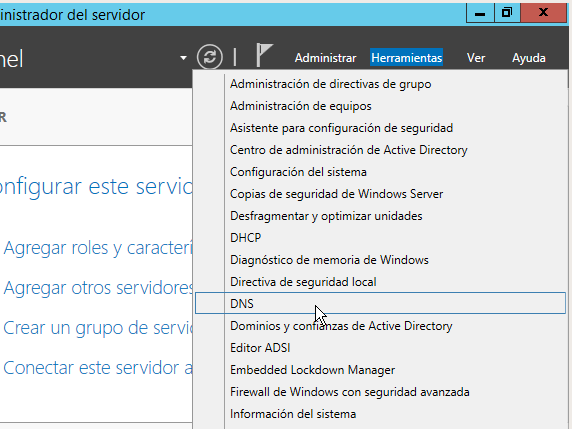 nistrador del servidor
nel
Administrar Herramientas Ver Ayuda
R
Administración de directivas de grupo
Administración de equipos
Asistente para configuración de seguridad
Centro de administración de Active Directory
Configuración del sistema
onfigurar este servid
Copias de seguridad de Windows Server
Desfragmentar y optimizar unidades
DHCP
Agregar roles y caracterí
Diagnóstico de memoria de Windows
Directiva de seguridad local
Agregar otros servidores
DNS
Dominios y confianzas de Active Directory
Crear un grupo de servic
Editor ADSI
Embedded Lockdown Manager
Conectar este servidor a
Firewall de Windows con seguridad avanzada
Información del sistema